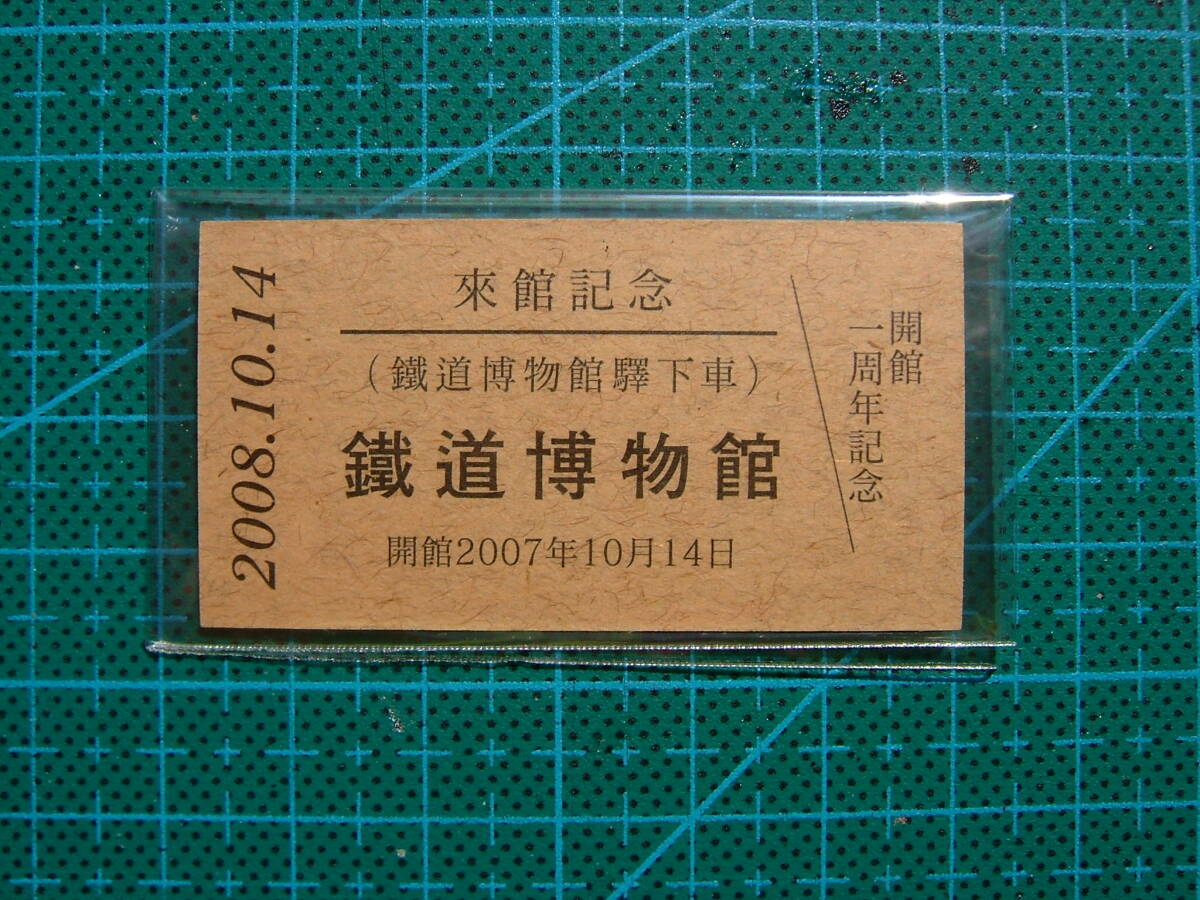 2008.10.14
來館記念
(鐵道博物館驛下車)
鐵道博物館
開館2007年10月14日
開館
一周年記念